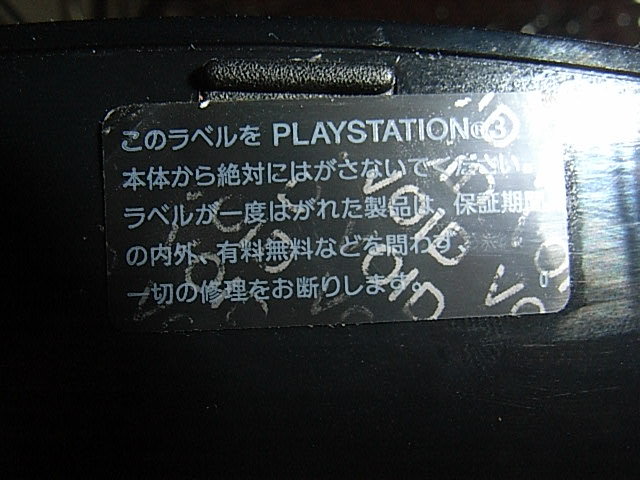 このラベルを PLAYSTATION®3
本体から絶対にはがさないでください。
ラベルが一度はがれた製品は、保証期間
の内外、有料無料などを問わず
一切の修理をお断りします。
VOID
VOID